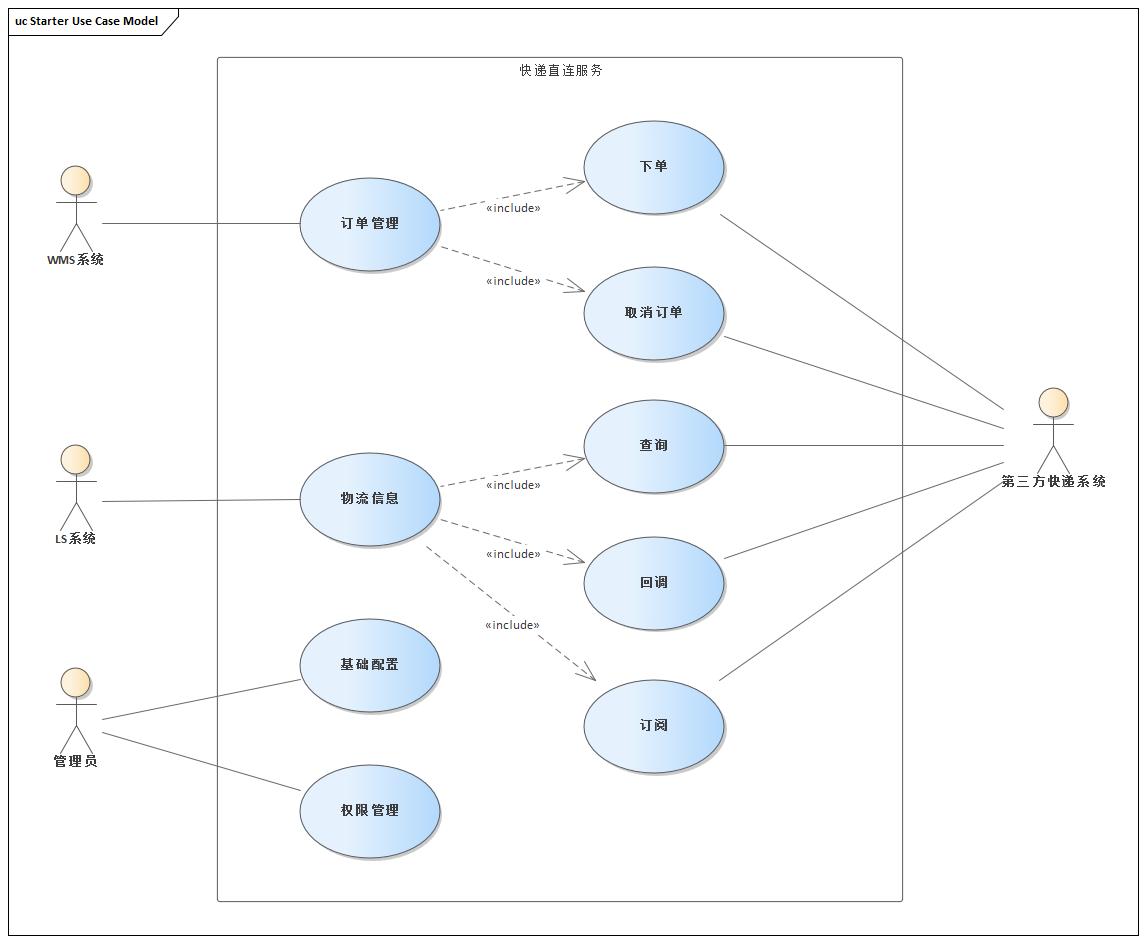 uc Starter Use Case Model
快递直连服务
下单
订单管理
«include»
WMS系统
«include»
取消订单
查询
第三方快递系统
«include»
物流信息
LS系统
«include»
回调
«include»
基础配置
订阅
管理员
权限管理